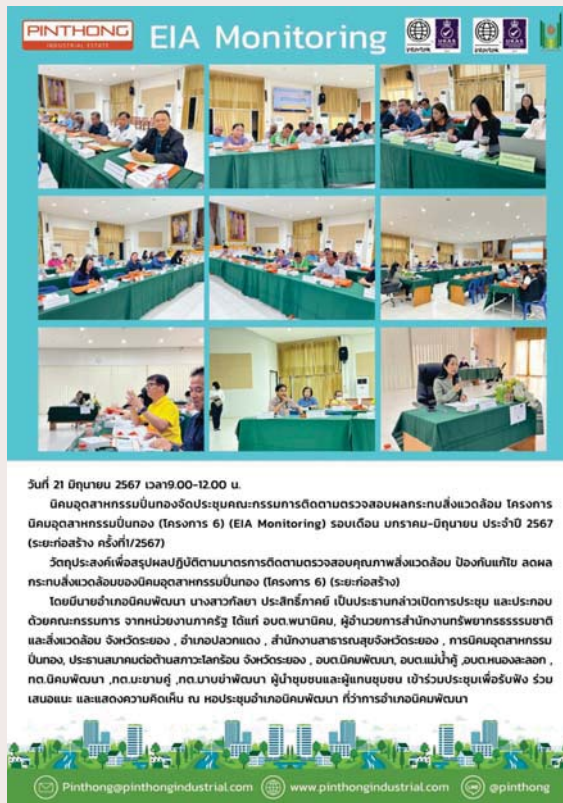 PINTHONG
INDUSTRIAL ESTATE
EIA Monitoring
วันที่ 21 มิถุนายน 2567 เวลา9.00-12.00 น.
นิคมอุตสาหกรรมปิ่นทองจัดประชุมคณะกรรมการติดตามตรวจสอบผลกระทบสิ่งแวดล้อม โครงการ
นิคมอุตสาหกรรมปิ่นทอง (โครงการ 6) (EIA Monitoring) รอบเดือน มกราคม-มิถุนายน ประจำปี 2567
(ระยะก่อสร้าง ครั้งที่1/2567)
วัตถุประสงค์เพื่อสรุปผลปฏิบัติตามมาตรการติดตามตรวจสอบคุณภาพสิ่งแวดล้อม ป้องกันแก้ไข ลดผล
กระทบสิ่งแวดล้อมของนิคมอุตสาหกรรมปิ่นทอง (โครงการ 6) (ระยะก่อสร้าง)
โดยมีนายอำเภอนิคมพัฒนา นางสาวกัลยา ประสิทธิ์ภาคย์ เป็นประธานกล่าวเปิดการประชุม และประกอบ
ด้วยคณะกรรมการ จากหน่วยงานภาครัฐ ได้แก่ อบต.พนานิคม, ผู้อำนวยการสำนักงานทรัพยากรธรรมชาติ
และสิ่งแวดล้อม จังหวัดระยอง , อำเภอปลวกแดง , สำนักงานสาธารณสุขจังหวัดระยอง , การนิคมอุตสาหกรรม
ปิ่นทอง, ประธานสมาคมต่อต้านสภาวะโลกร้อน จังหวัดระยอง , อบต.นิคมพัฒนา, อบต.แม่น้ำคู้ ,อบต.หนองละลอก ,
ทต.นิคมพัฒนา ,ทต.มะขามคู่ ,ทต.มาบข่าพัฒนา ผู้นำชุมชนและผู้แทนชุมชน เข้าร่วมประชุมเพื่อรับฟัง ร่วม
เสนอแนะ และแสดงความคิดเห็น ณ หอประชุมอำเภอนิคมพัฒนา ที่ว่าการอำเภอนิคมพัฒนา
Pinthong@pinthongindustrial.com
www.pinthongindustrial.com
@pinthong